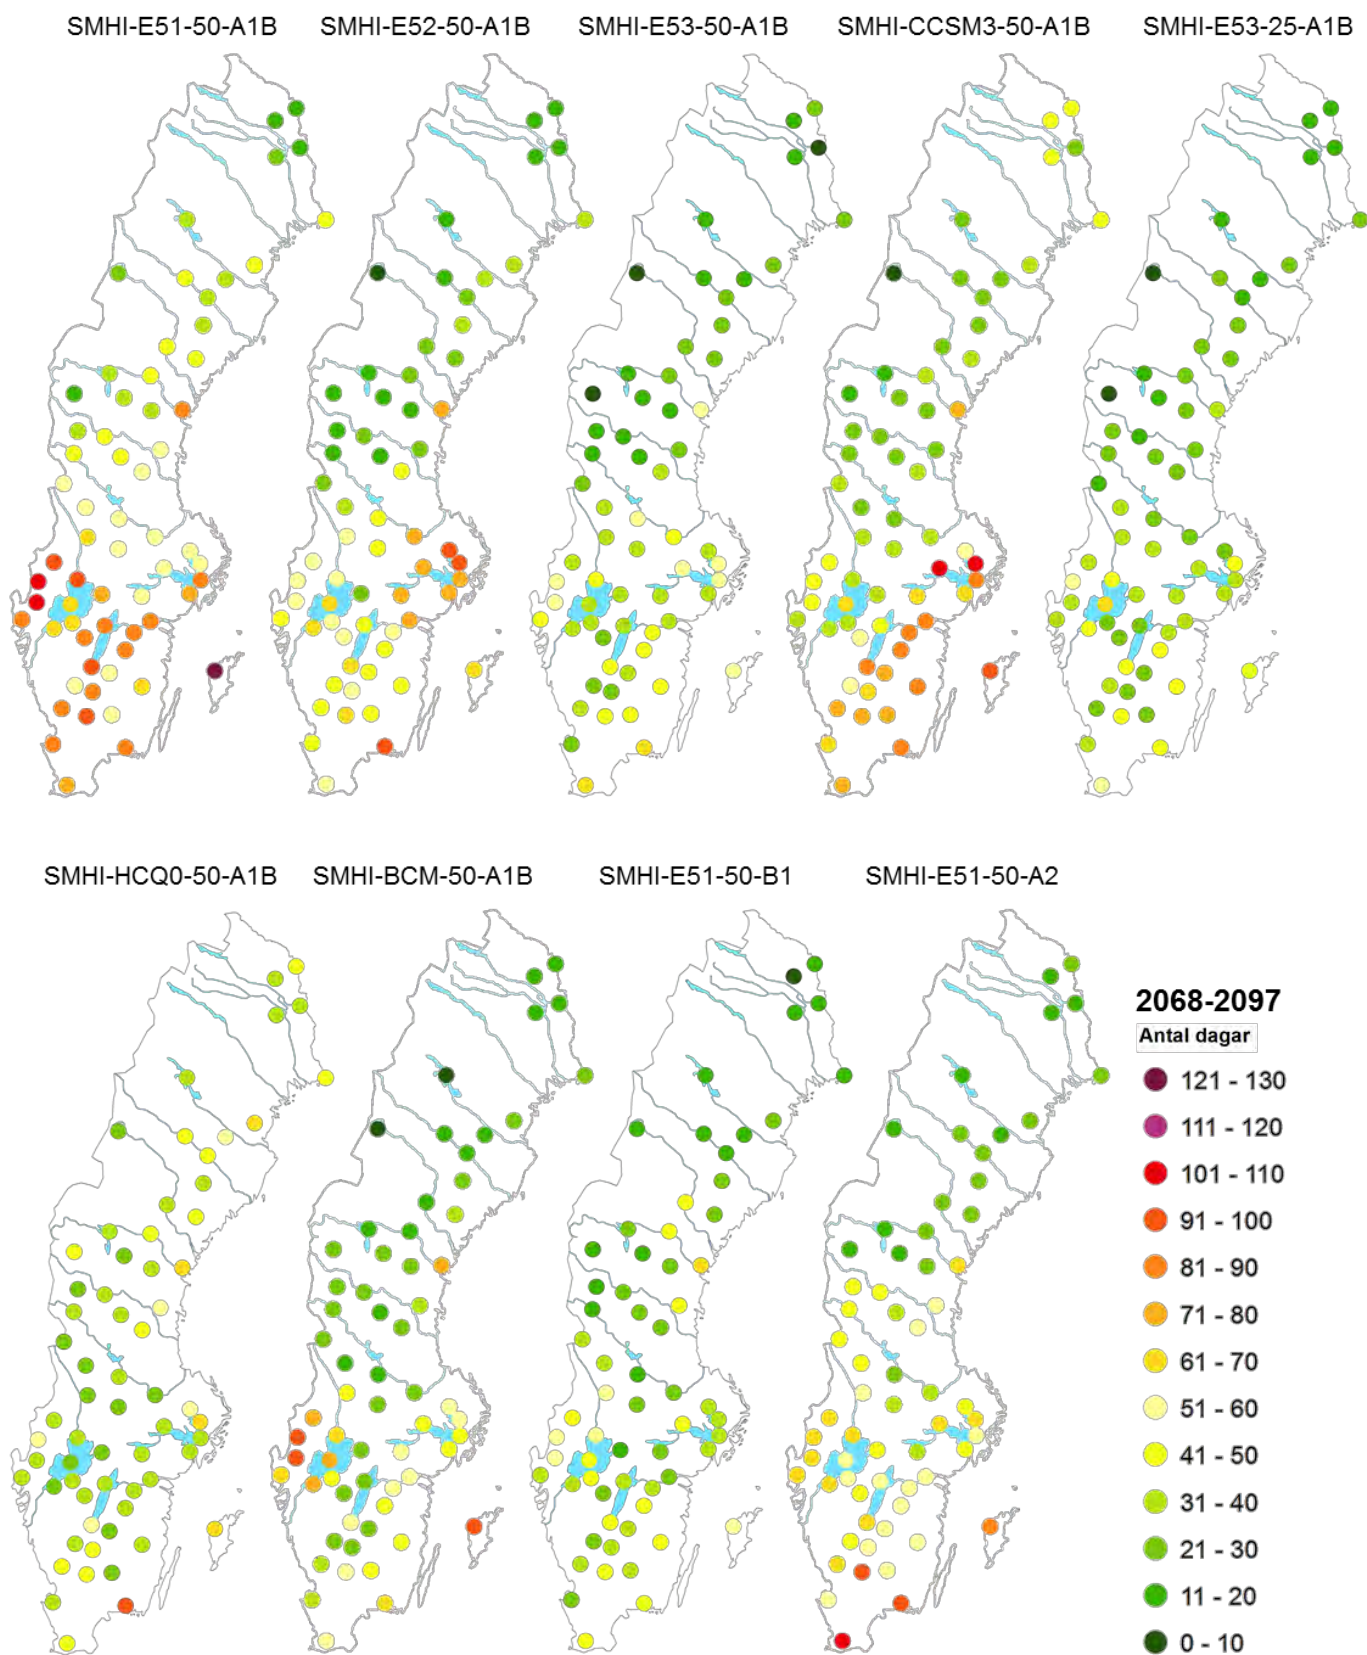 SMHI-E51-50-A1B
SMHI-E52-50-A1B
SMHI-E53-50-A1B
SMHI-CCSM3-50-A1B
SMHI-E53-25-A1B
SMHI-HCQ0-50-A1B
SMHI-BCM-50-A1B
SMHI-E51-50-B1
SMHI-E51-50-A2
2068-2097
Antal dagar
121 - 130
111 - 120
101 - 110
91 - 100
81 - 90
71 - 80
61 - 70
51 - 60
41 - 50
31 - 40
21 - 30
11 - 20
0 - 10